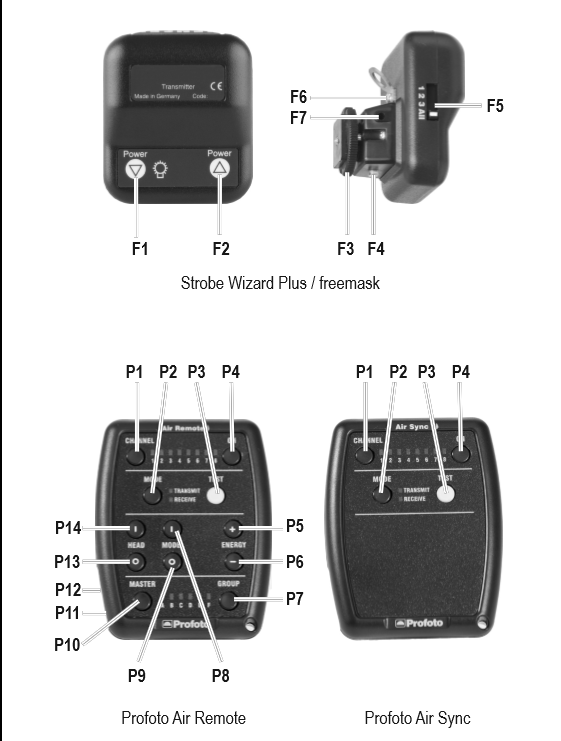 Transmitter CE
Made in Germany Code:
Power Power
F1 F2
1 2 3 All
F6
F7
F5
F3 F4
Strobe Wizard Plus / freemask
P1 P2 P3 P4
Air Remote
CHANNEL ON
1 2 3 4 5 6 7 8
MODE TEST
TRANSMIT
RECEIVE
P14
P13
P12
P11
P10
HEAD MODE ENERGY
MASTER GROUP
A B C D E F
Profoto
P5
P6
P7
P9 P8
Profoto Air Remote
P1 P2 P3 P4
Air Sync
CHANNEL ON
1 2 3 4 5 6 7 8
MODE TEST
TRANSMIT
RECEIVE
Profoto
Profoto Air Sync